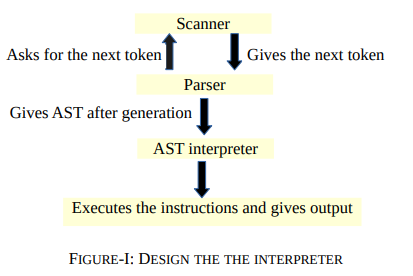 Scanner
Asks for the next token
Gives the next token
Parser
Gives AST after generation
AST interpreter
Executes the instructions and gives output
FIGURE-I: DESIGN THE THE INTERPRETER